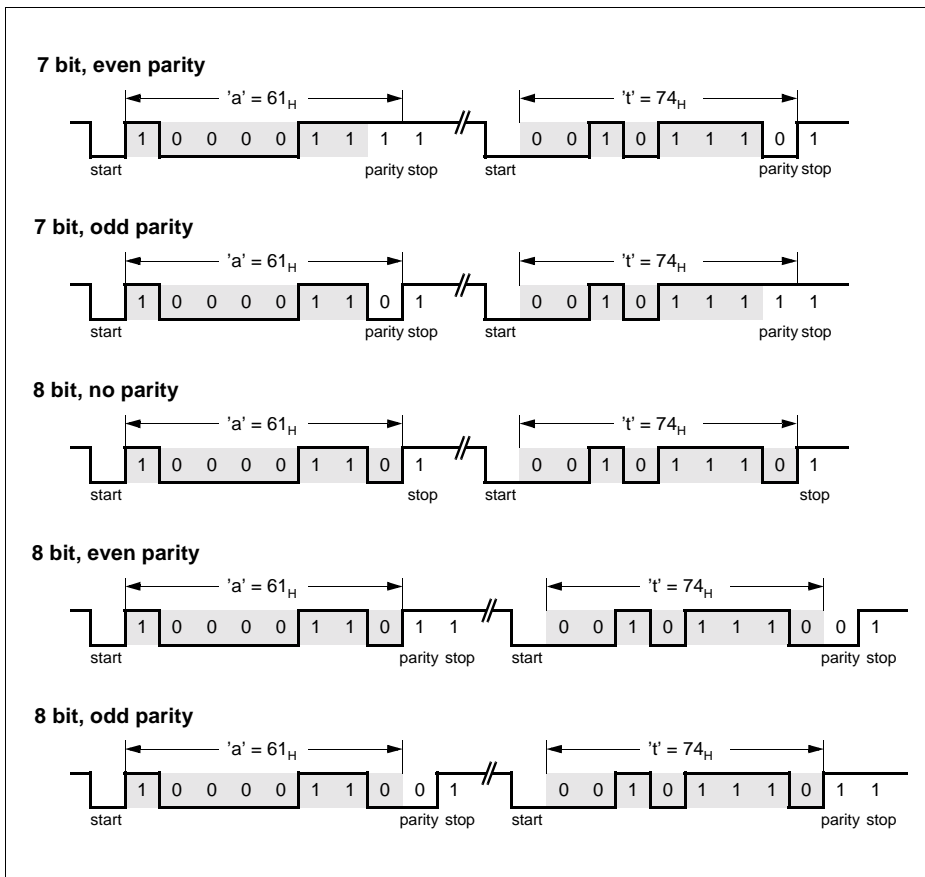 7 bit, even parity
'a' = 61H 't' = 74H
1 0 0 0 0 1 1 1 1 0 0 1 0 1 1 1 0 1
start parity stop start parity stop
7 bit, odd parity
'a' = 61H 't' = 74H
1 0 0 0 0 1 1 0 1 0 0 1 0 1 1 1 1 1
start parity stop start parity stop
8 bit, no parity
'a' = 61H 't' = 74H
1 0 0 0 0 1 1 0 1 0 0 1 0 1 1 1 0 1
start stop start stop
8 bit, even parity
'a' = 61H 't' = 74H
1 0 0 0 0 1 1 0 1 1 0 0 1 0 1 1 1 0 0 1
start parity stop start parity stop
8 bit, odd parity
'a' = 61H 't' = 74H
1 0 0 0 0 1 1 0 0 1 0 0 1 0 1 1 1 0 1 1
start parity stop start parity stop